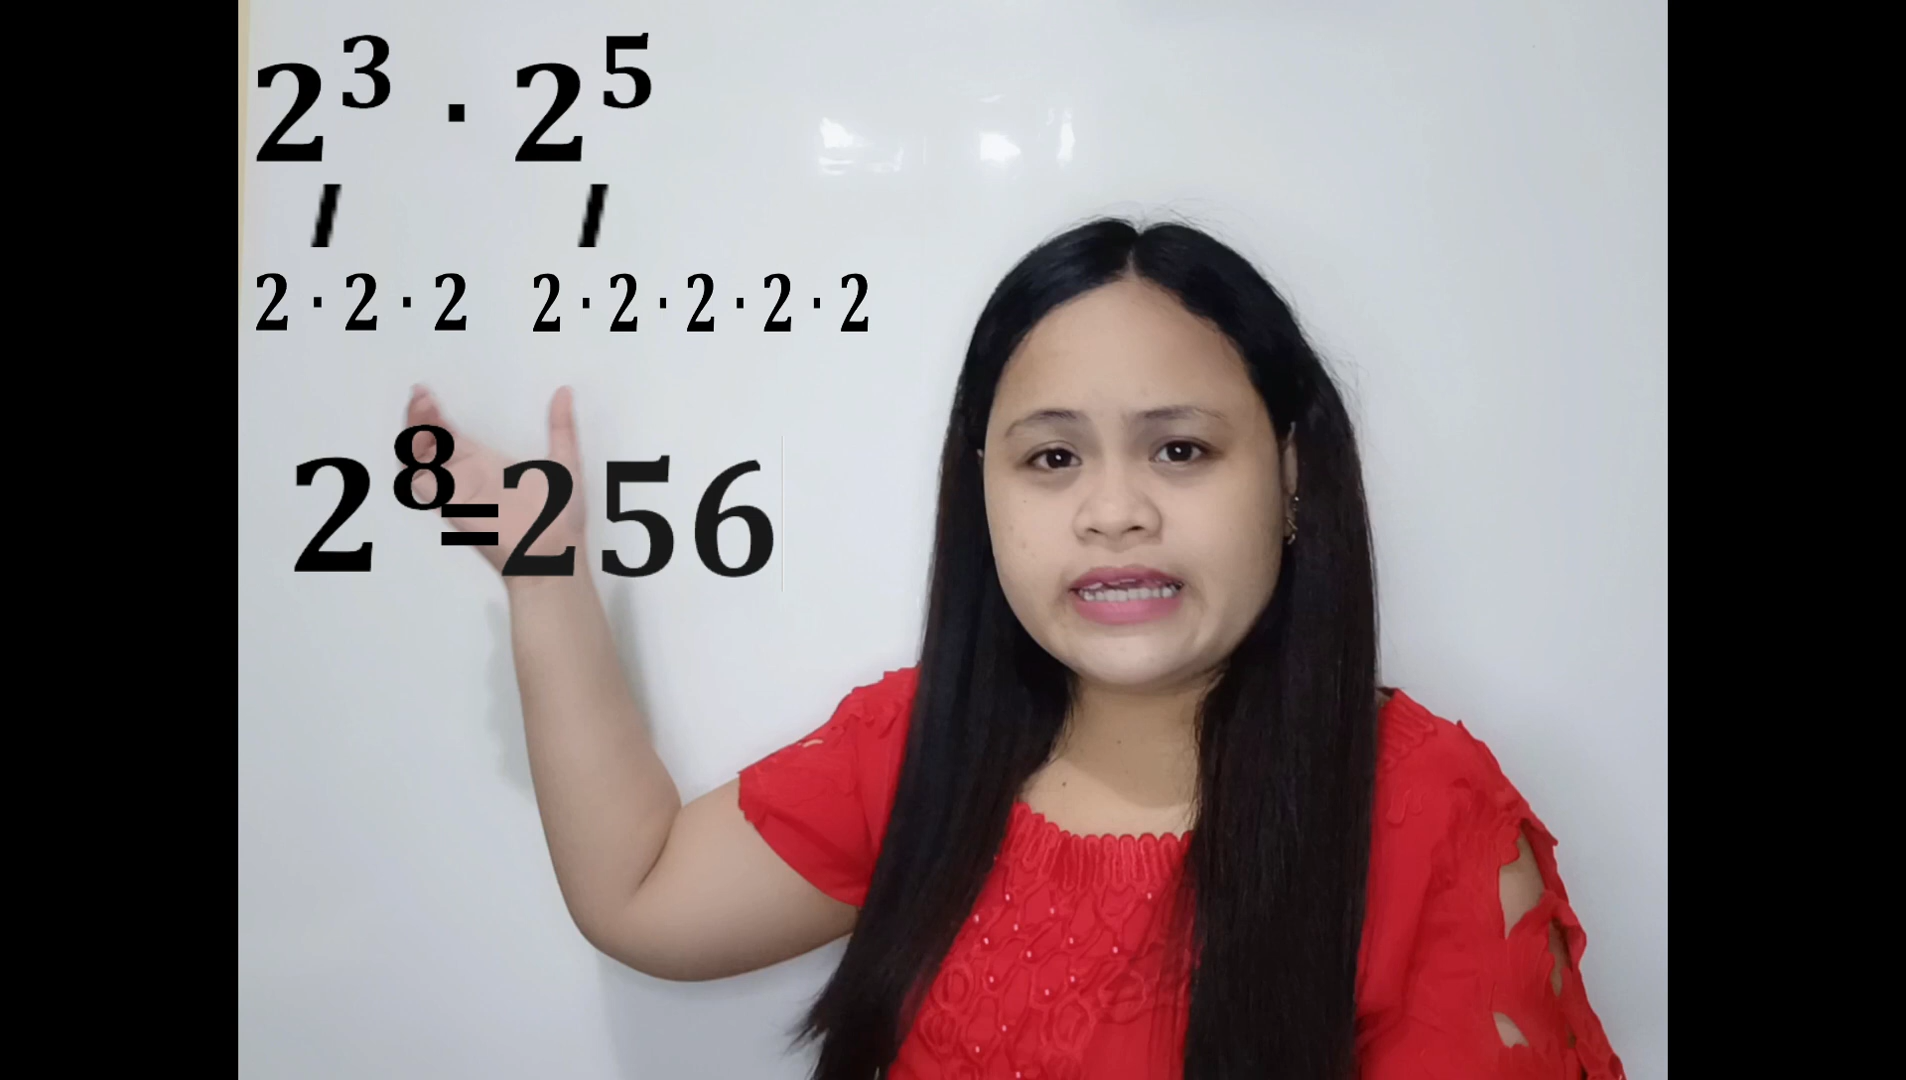 2³ · 2⁵
/ /
2 · 2 · 2 2 · 2 · 2 · 2 · 2
2⁸=256